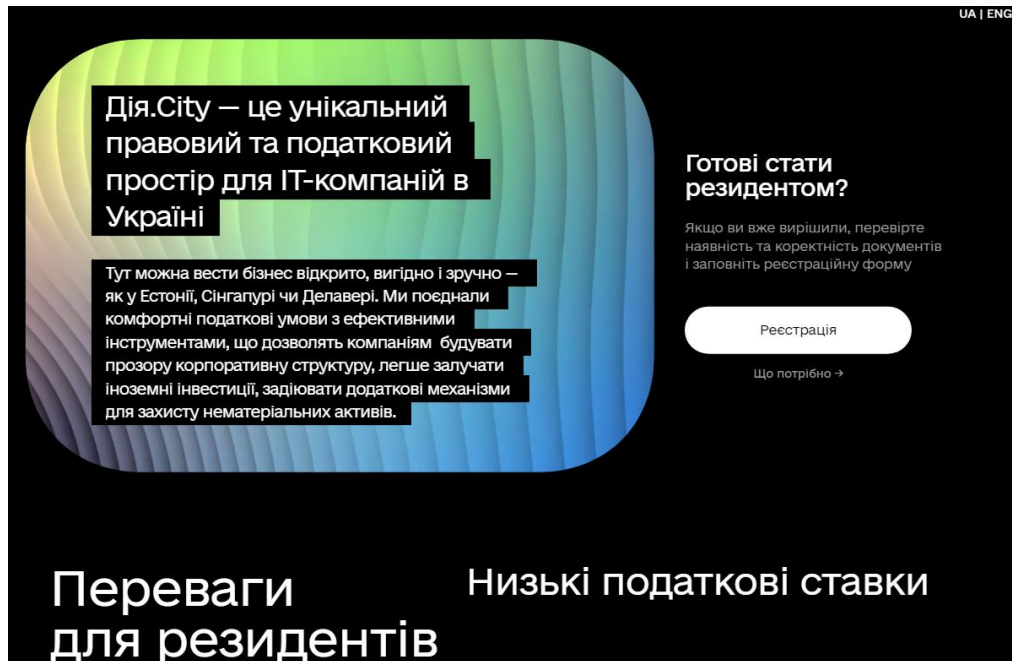 UA | ENG
Дія.City — це унікальний
правовий та податковий
простір для ІТ-компаній в
Україні
Тут можна вести бізнес відкрито, вигідно і зручно —
як у Естонії, Сінгапурі чи Делавері. Ми поєднали
комфортні податкові умови з ефективними
інструментами, що дозволять компаніям будувати
прозору корпоративну структуру, легше залучати
іноземні інвестиції, задіювати додаткові механізми
для захисту нематеріальних активів.
Готові стати
резидентом?
Якщо ви вже вирішили, перевірте
наявність та коректність документів
і заповніть реєстраційну форму
Реєстрація
Що потрібно →
Переваги
для резидентів
Низькі податкові ставки